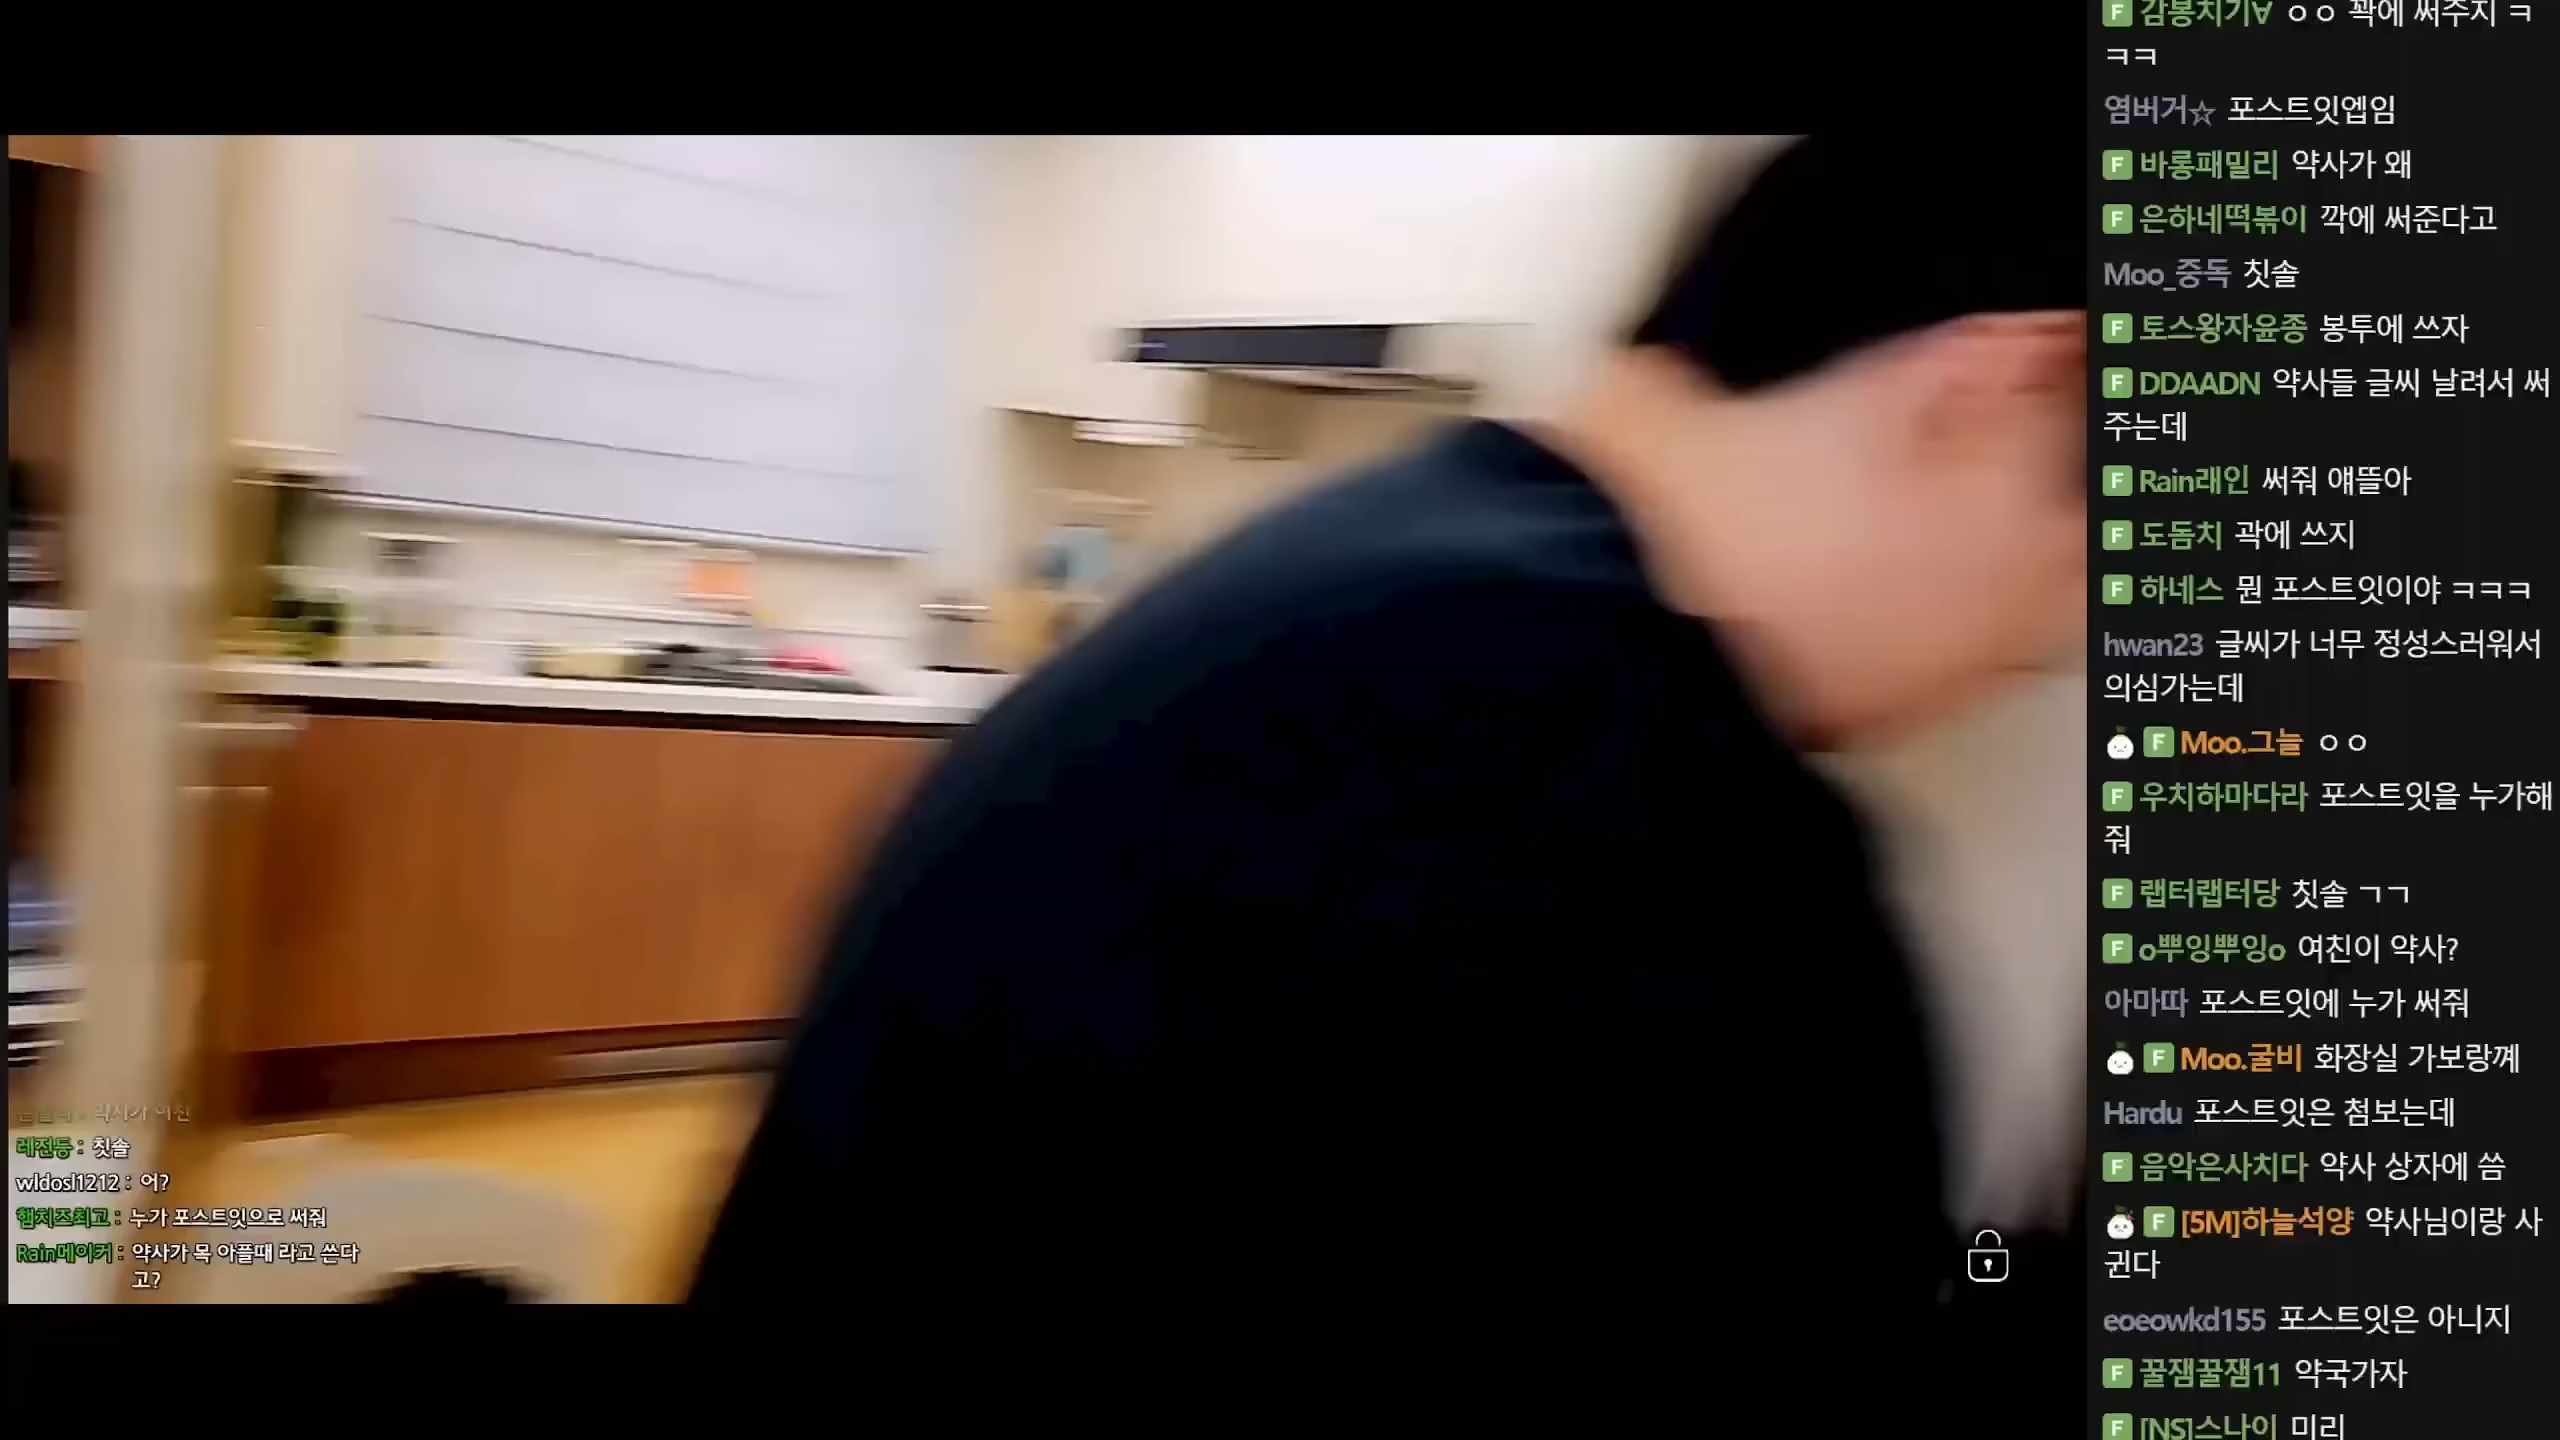 약사가 여친
레전등 : 칫솔
wldosl1212 : 어?
햄치즈최고 : 누가 포스트잇으로 써줘
Rain메이커 : 약사가 목 아플때 라고 쓴다
고?
F 감봉치기∀ ㅇㅇ 꽉에 써주지 ㅋ
ㅋㅋ
염버거☆ 포스트잇엡임
F 바롱패밀리 약사가 왜
F 은하네떡볶이 깍에 써준다고
Moo_중독 칫솔
F 토스왕자윤종 봉투에 쓰자
F DDAADN 약사들 글씨 날려서 써
주는데
F Rain래인 써줘 얘뜰아
F 도돔치 곽에 쓰지
F 하네스 뭔 포스트잇이야 ㅋㅋㅋ
hwan23 글씨가 너무 정성스러워서
의심가는데
F Moo.그늘 ㅇㅇ
F 우치하마다라 포스트잇을 누가해
줘
F 랩터랩터당 칫솔 ㄱㄱ
F o뿌잉뿌잉o 여친이 약사?
아마따 포스트잇에 누가 써줘
F Moo.굴비 화장실 가보랑꼐
Hardu 포스트잇은 첨보는데
F 음악은사치다 약사 상자에 씀
F [5M]하늘석양 약사님이랑 사
귄다
eoeowkd155 포스트잇은 아니지
F 꿀잼꿀잼11 약국가자
F [NS]스나이 미리